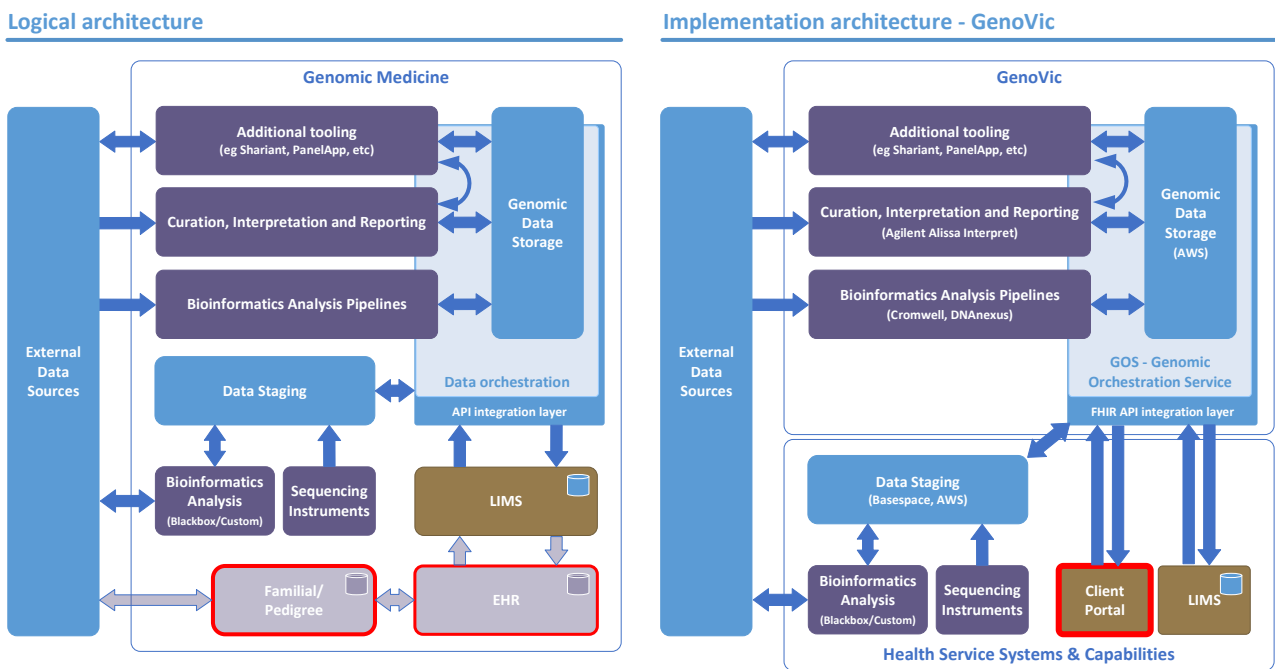 Logical architecture
Genomic Medicine
External
Data
Sources
Additional tooling
(eg Shariant, PanelApp, etc)
Curation, Interpretation and Reporting
Bioinformatics Analysis Pipelines
Genomic
Data
Storage
Data orchestration
API integration layer
Data Staging
Bioinformatics
Analysis
(Blackbox/Custom)
Sequencing
Instruments
LIMS
Familial/
Pedigree
EHR
Implementation architecture - GenoVic
GenoVic
External
Data
Sources
Additional tooling
(eg Shariant, PanelApp, etc)
Curation, Interpretation and Reporting
(Agilent Alissa Interpret)
Bioinformatics Analysis Pipelines
(Cromwell, DNAnexus)
Genomic
Data
Storage
(AWS)
GOS - Genomic
Orchestration Service
FHIR API integration layer
Data Staging
(Basespace, AWS)
Bioinformatics
Analysis
(Blackbox/Custom)
Sequencing
Instruments
Client
Portal
LIMS
Health Service Systems & Capabilities